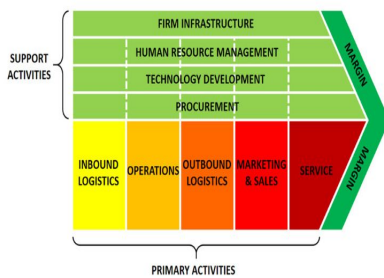 FIRM INFRASTRUCTURE
SUPPORT
ACTIVITIES
HUMAN RESOURCE MANAGEMENT
TECHNOLOGY DEVELOPMENT
PROCUREMENT
MARGIN
INBOUND
LOGISTICS
OPERATIONS
OUTBOUND
LOGISTICS
MARKETING
& SALES
SERVICE
MARGIN
PRIMARY ACTIVITIES